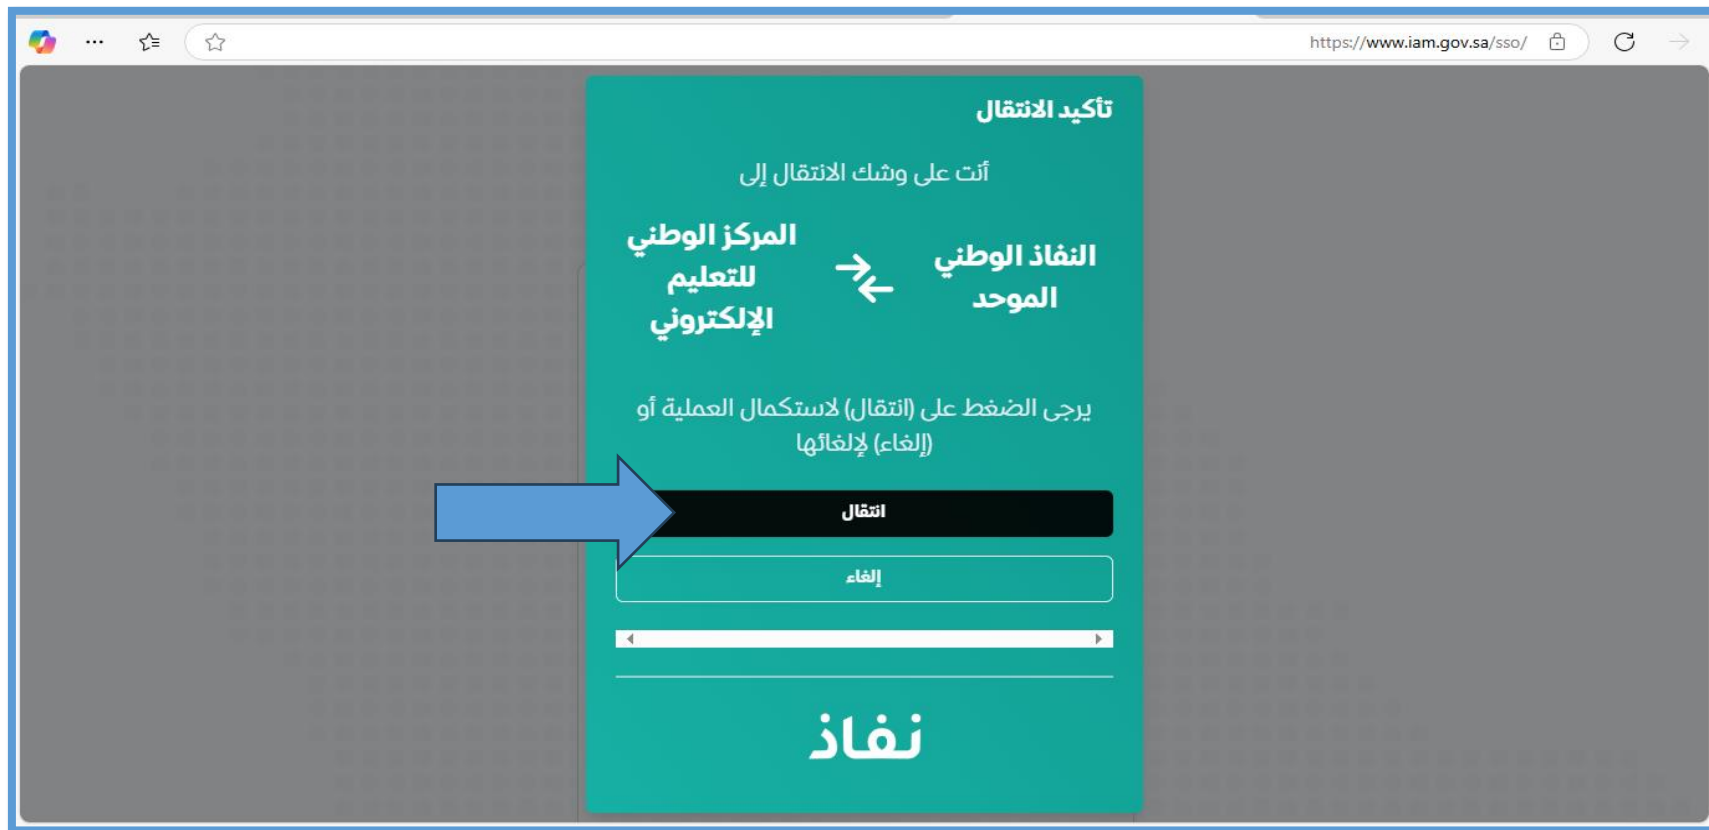 https://www.iam.gov.sa/sso/
تأكيد الانتقال
أنت على وشك الانتقال إلى
النفاذ الوطني
الموحد
المركز الوطني
للتعليم
الإلكتروني
يرجى الضغط على (انتقال) لاستكمال العملية أو
(إلغاء) لإلغائها
انتقال
إلغاء
نفاذ